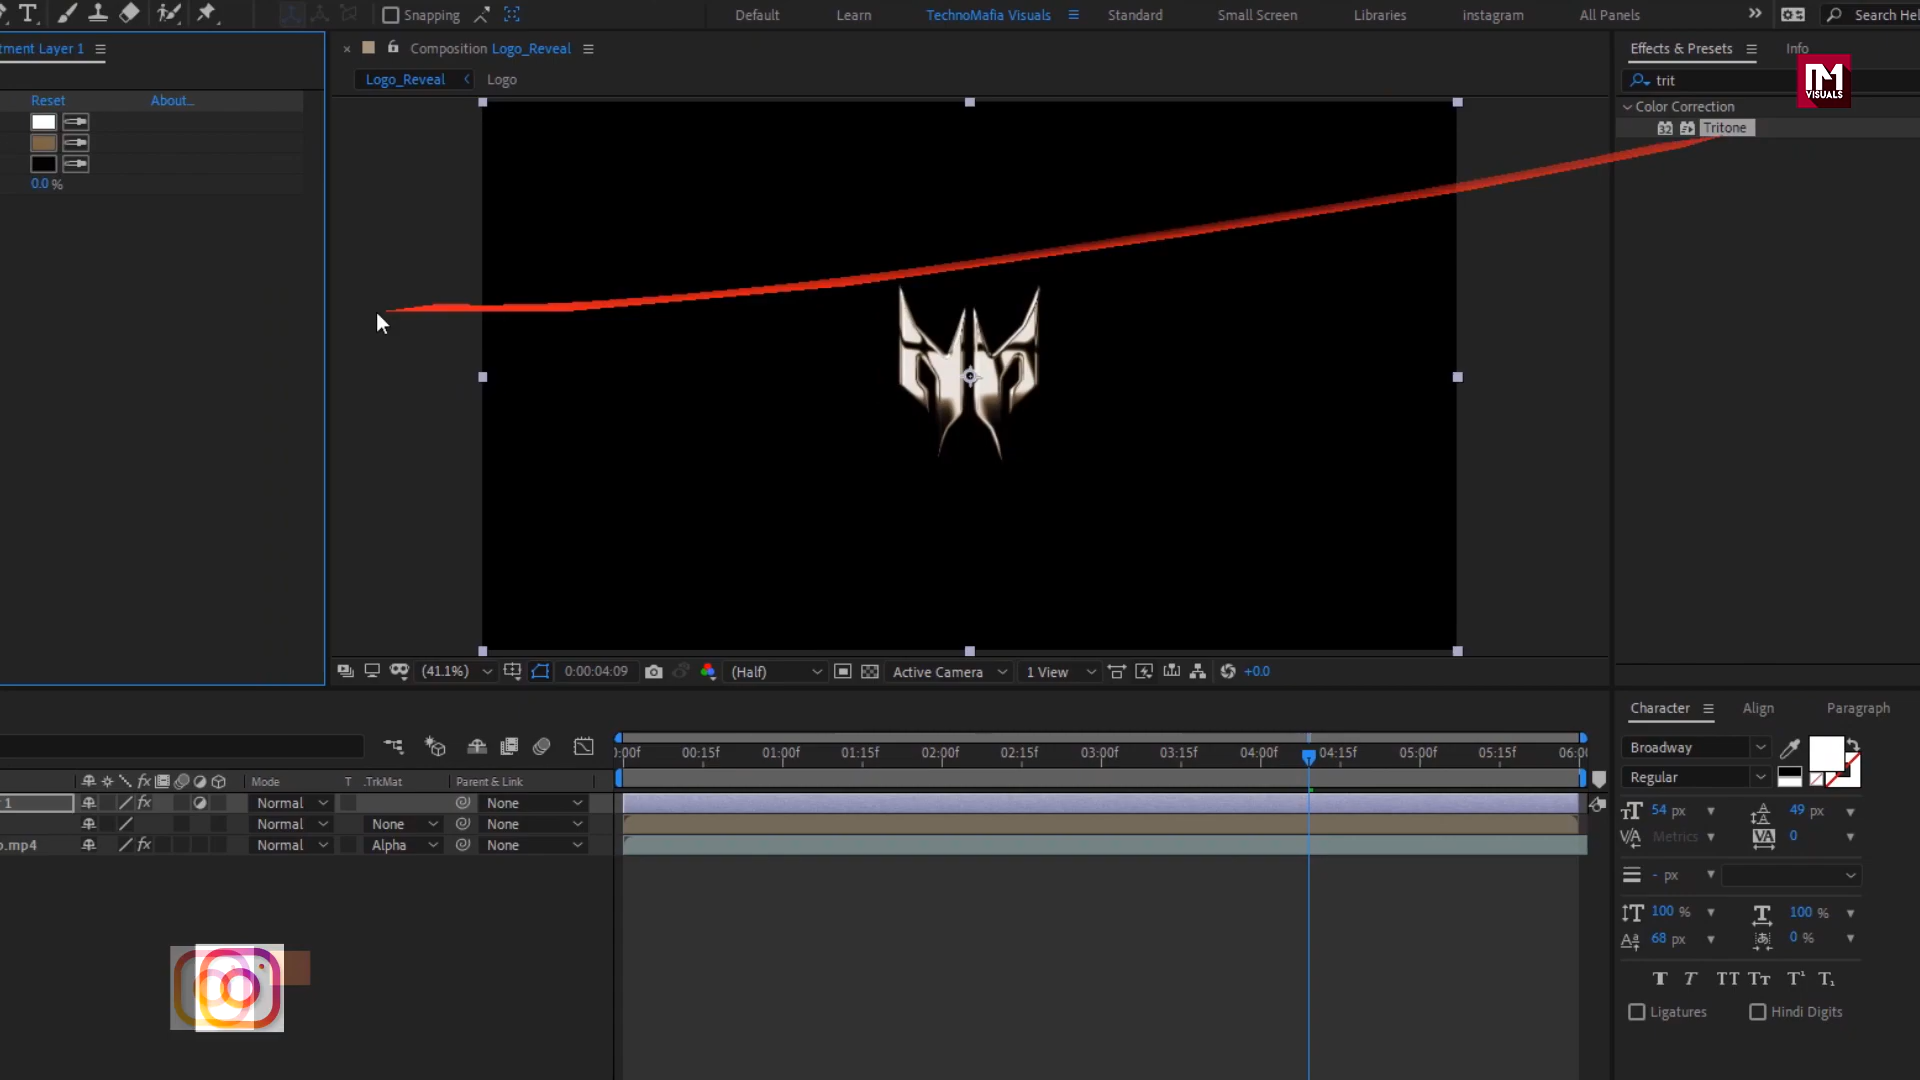 Snapping
Default
Learn
TechnoMafia Visuals
Standard
Small Screen
Libraries
instagram
All Panels
Search Hel
tment Layer 1
Composition Logo_Reveal
Effects & Presets
Info
Logo_Reveal
Logo
trit
VISUALS
Reset
About...
Color Correction
32
Tritone
0.0 %
(41.1%)
0:00:04:09
(Half)
Active Camera
1 View
+0.0
Character
Align
Paragraph
:00f
00:15f
01:00f
01:15f
02:00f
02:15f
03:00f
03:15f
04:00f
04:15f
05:00f
05:15f
06:00
Broadway
Regular
Mode
T
.TrkMat
Parent & Link
1
Normal
None
Normal
None
None
o.mp4
Normal
Alpha
None
54 px
49 px
Metrics
0
- px
100 %
100 %
68 px
0 %
Ligatures
Hindi Digits